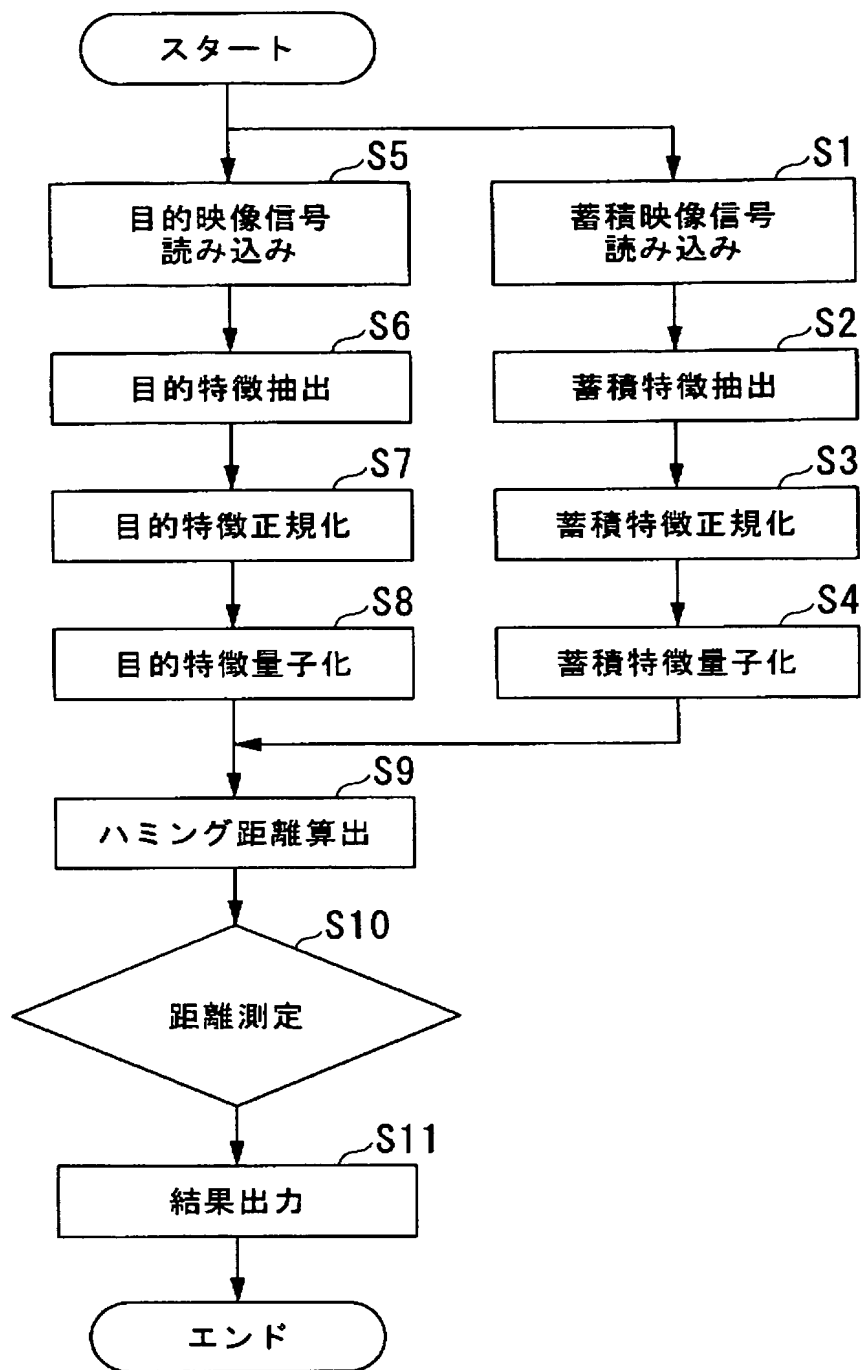 スタート
S5
目的映像信号
読み込み
S1
蓄積映像信号
読み込み
S6
目的特徴抽出
S2
蓄積特徴抽出
S7
目的特徴正規化
S3
蓄積特徴正規化
S8
目的特徴量子化
S4
蓄積特徴量子化
S9
ハミング距離算出
S10
距離測定
S11
結果出力
エンド